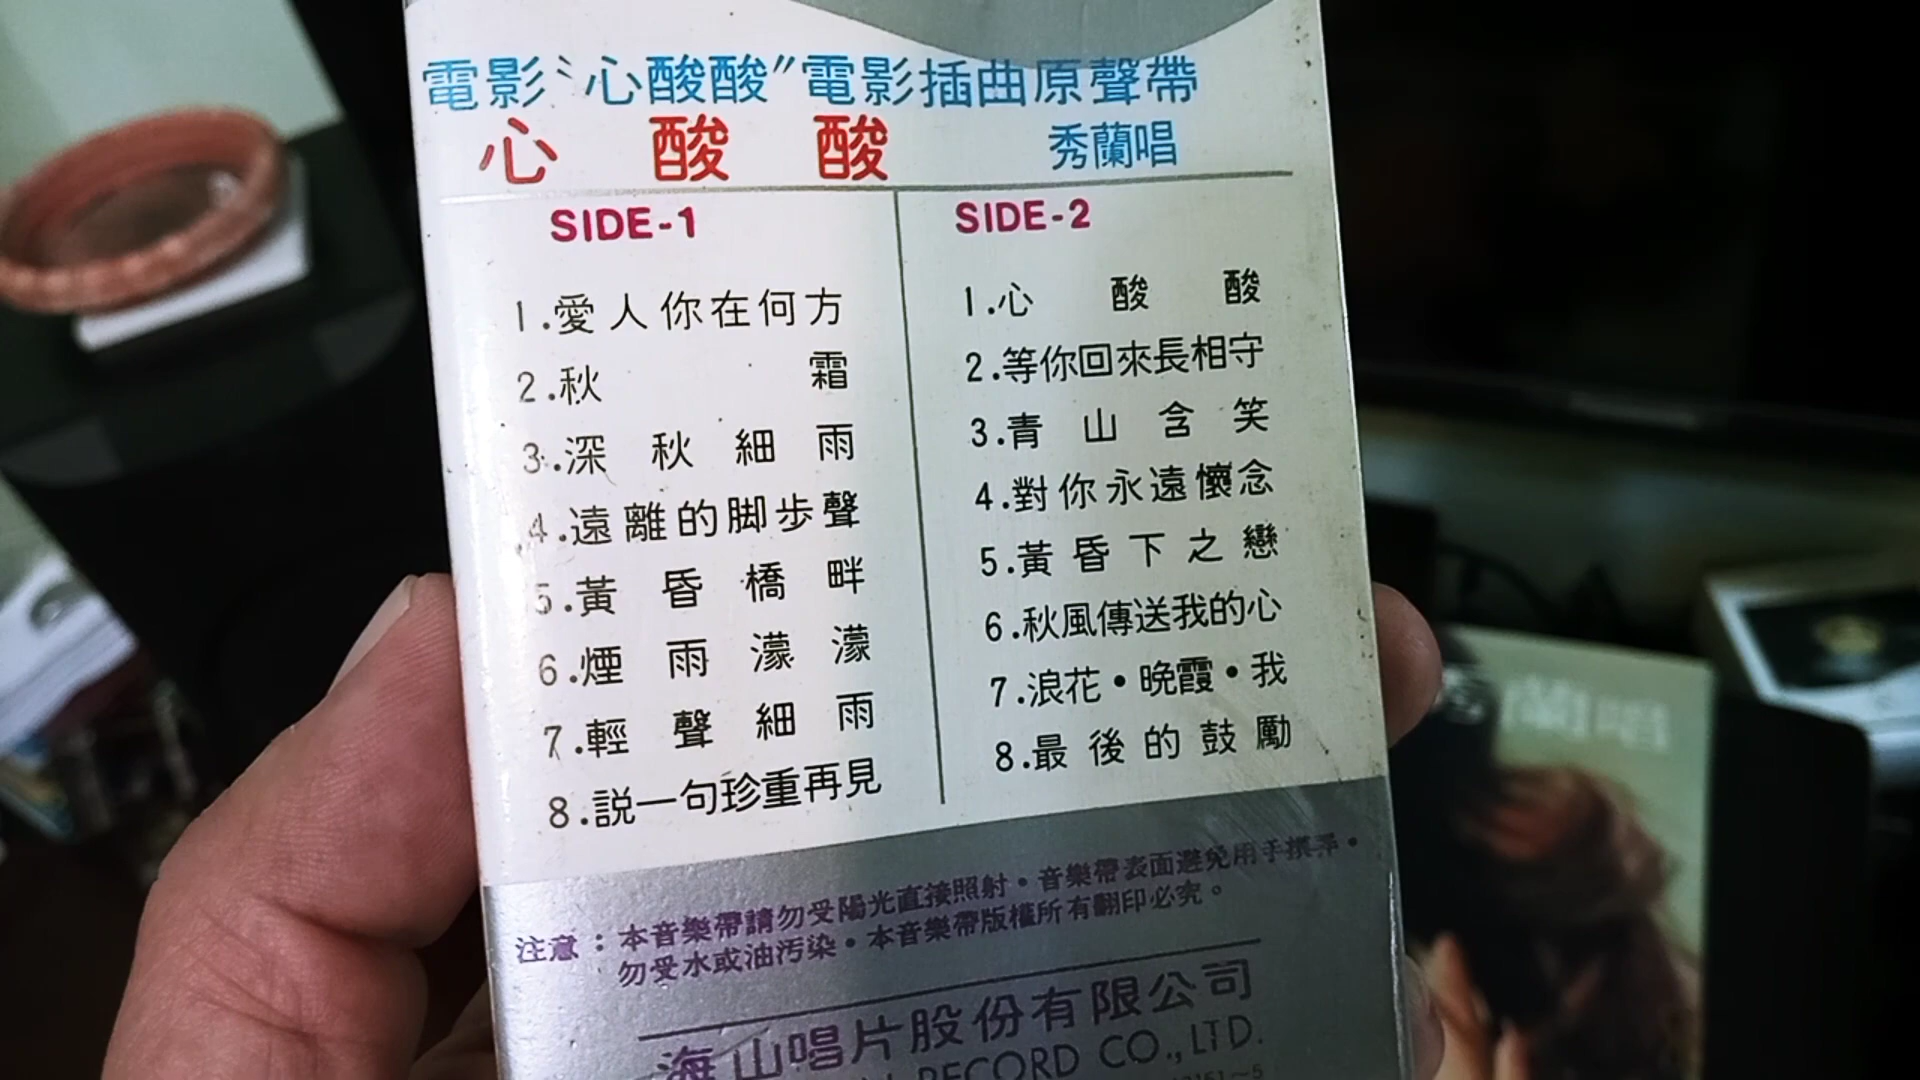 電影〝心酸酸〞電影插曲原聲帶
心酸酸 秀蘭唱
SIDE-1
1.愛人你在何方
2.秋霜
3.深秋細雨
4.遠離的脚步聲
5.黃昏橋畔
6.煙雨濛濛
7.輕聲細雨
8.説一句珍重再見
SIDE-2
1.心酸酸
2.等你回來長相守
3.青山含笑
4.對你永遠懷念
5.黃昏下之戀
6.秋風傳送我的心
7.浪花•晚霞•我
8.最後的鼓勵
注意：本音樂帶請勿受陽光直接照射•音樂帶表面避免用手撰弄•
勿受水或油汚染•本音樂帶版權所有翻印必究。
海山唱片股份有限公司
RECORD CO.,LTD.
蘭唱